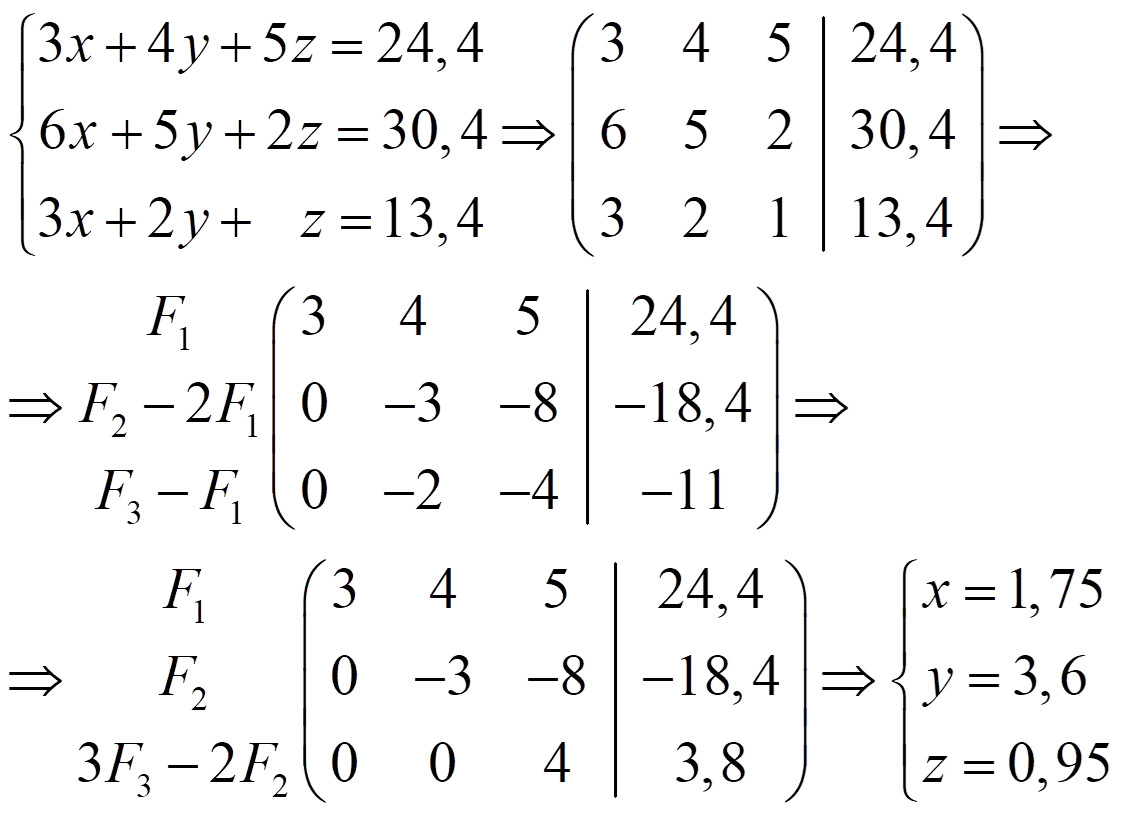 { 3x + 4y + 5z = 24,4
6x + 5y + 2z = 30,4 ⇒ ( 3 4 5 | 24,4
6 5 2 | 30,4
3 2 1 | 13,4 ) ⇒
3x + 2y + z = 13,4
F₁ ( 3 4 5 | 24,4
⇒ F₂ − 2F₁ 0 −3 −8 | −18,4 ⇒
F₃ − F₁ 0 −2 −4 | −11 )
F₁ ( 3 4 5 | 24,4 ) { x = 1,75
⇒ F₂ 0 −3 −8 | −18,4 ⇒ y = 3,6
3F₃ − 2F₂ 0 0 4 | 3,8 z = 0,95